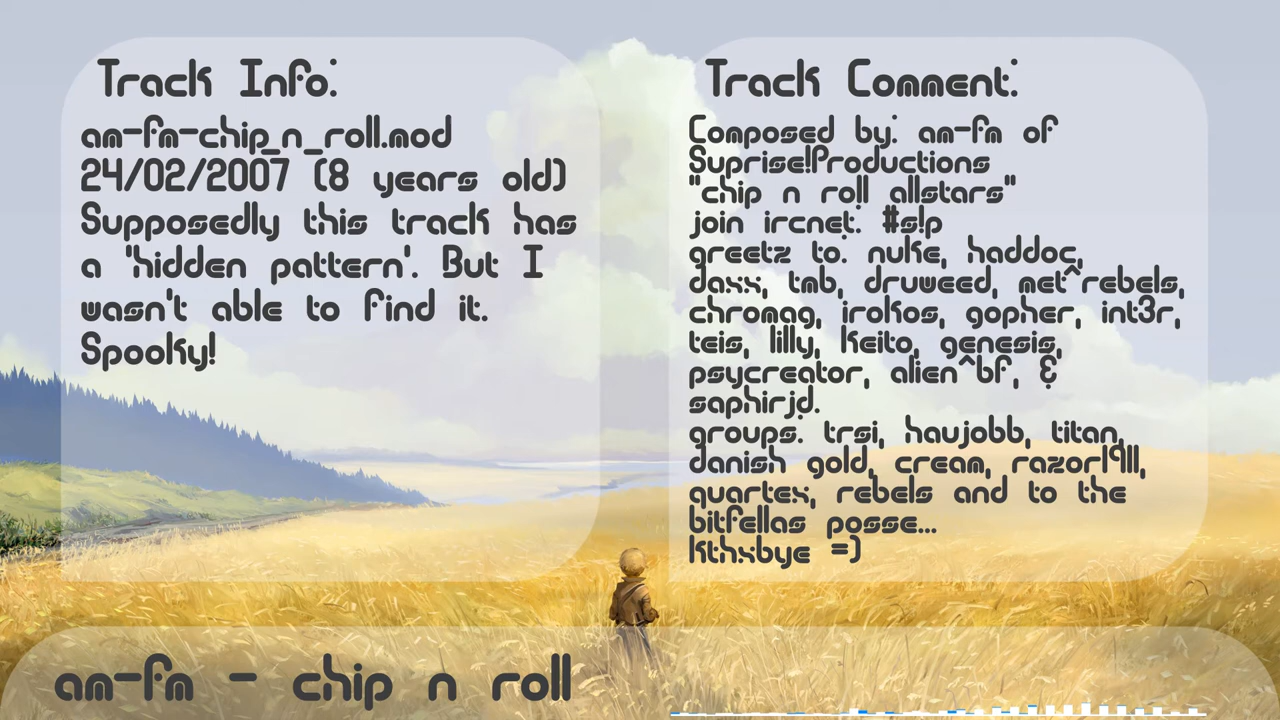 Track Info:
am-fm-chip_n_roll.mod
24/02/2007 (8 years old)
Supposedly this track has
a 'hidden pattern'. But I
wasn't able to find it.
Spooky!
Track Comment:
Composed by: am-fm of
Suprise!Productions
"chip n roll allstars"
join ircnet: #s!p
greetz to: nuke, haddoc,
daxx, tmb, druweed, met^rebels,
chromag, irokos, gopher, int3r,
teis, lilly, keito, genesis,
psycreator, alien^bf, &
saphirjd.
groups: trsi, haujobb, titan,
danish gold, cream, razor1911,
quartex, rebels and to the
bitfellas posse...
kthxbye =)
am-fm - chip n roll